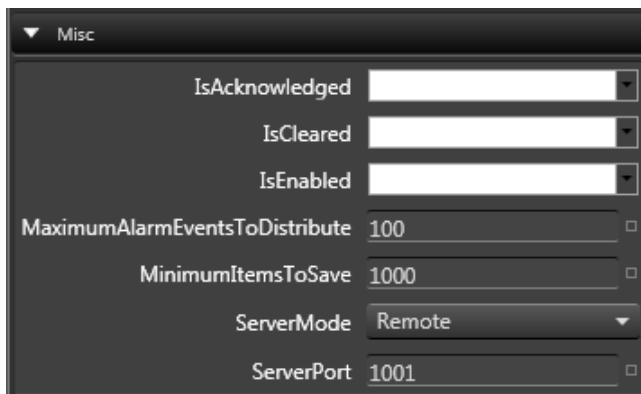 Misc
IsAcknowledged
IsCleared
IsEnabled
MaximumAlarmEventsToDistribute 100
MinimumItemsToSave 1000
ServerMode Remote
ServerPort 1001